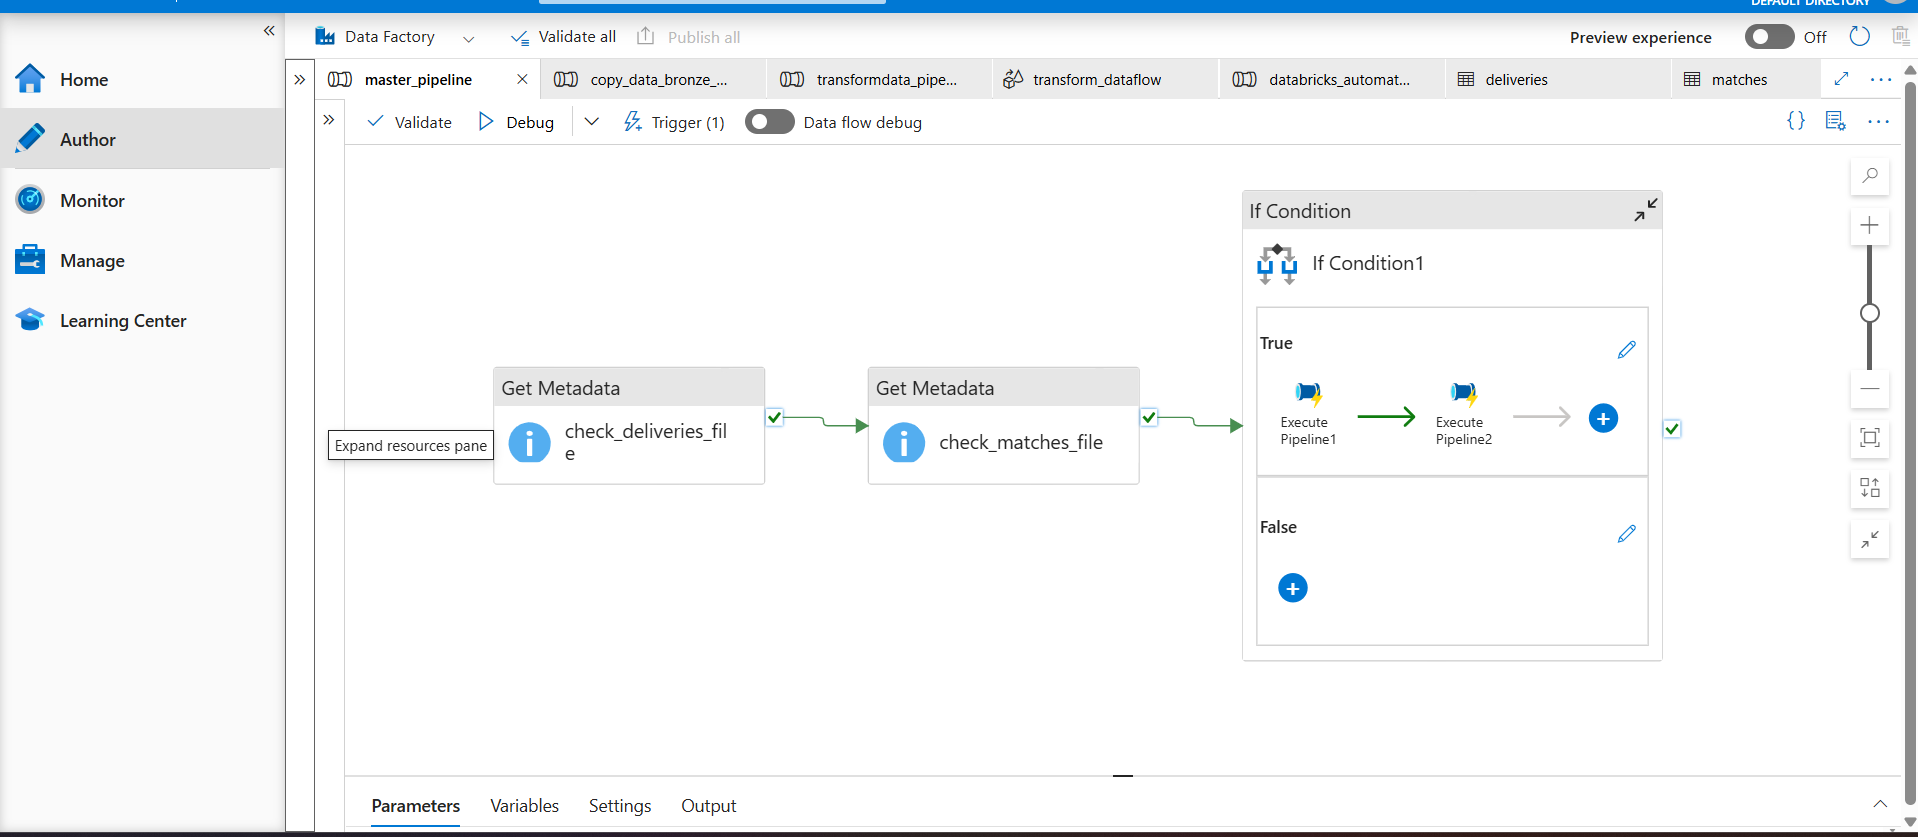 DEFAULT DIRECTORY
Data Factory
Validate all
Publish all
Preview experience
Off
Home
Author
Monitor
Manage
Learning Center
master_pipeline
copy_data_bronze_...
transformdata_pipe...
transform_dataflow
databricks_automat...
deliveries
matches
Validate
Debug
Trigger (1)
Data flow debug
If Condition
If Condition1
True
Execute
Pipeline1
Execute
Pipeline2
False
Get Metadata
check_deliveries_fil
e
Get Metadata
check_matches_file
Expand resources pane
Parameters
Variables
Settings
Output